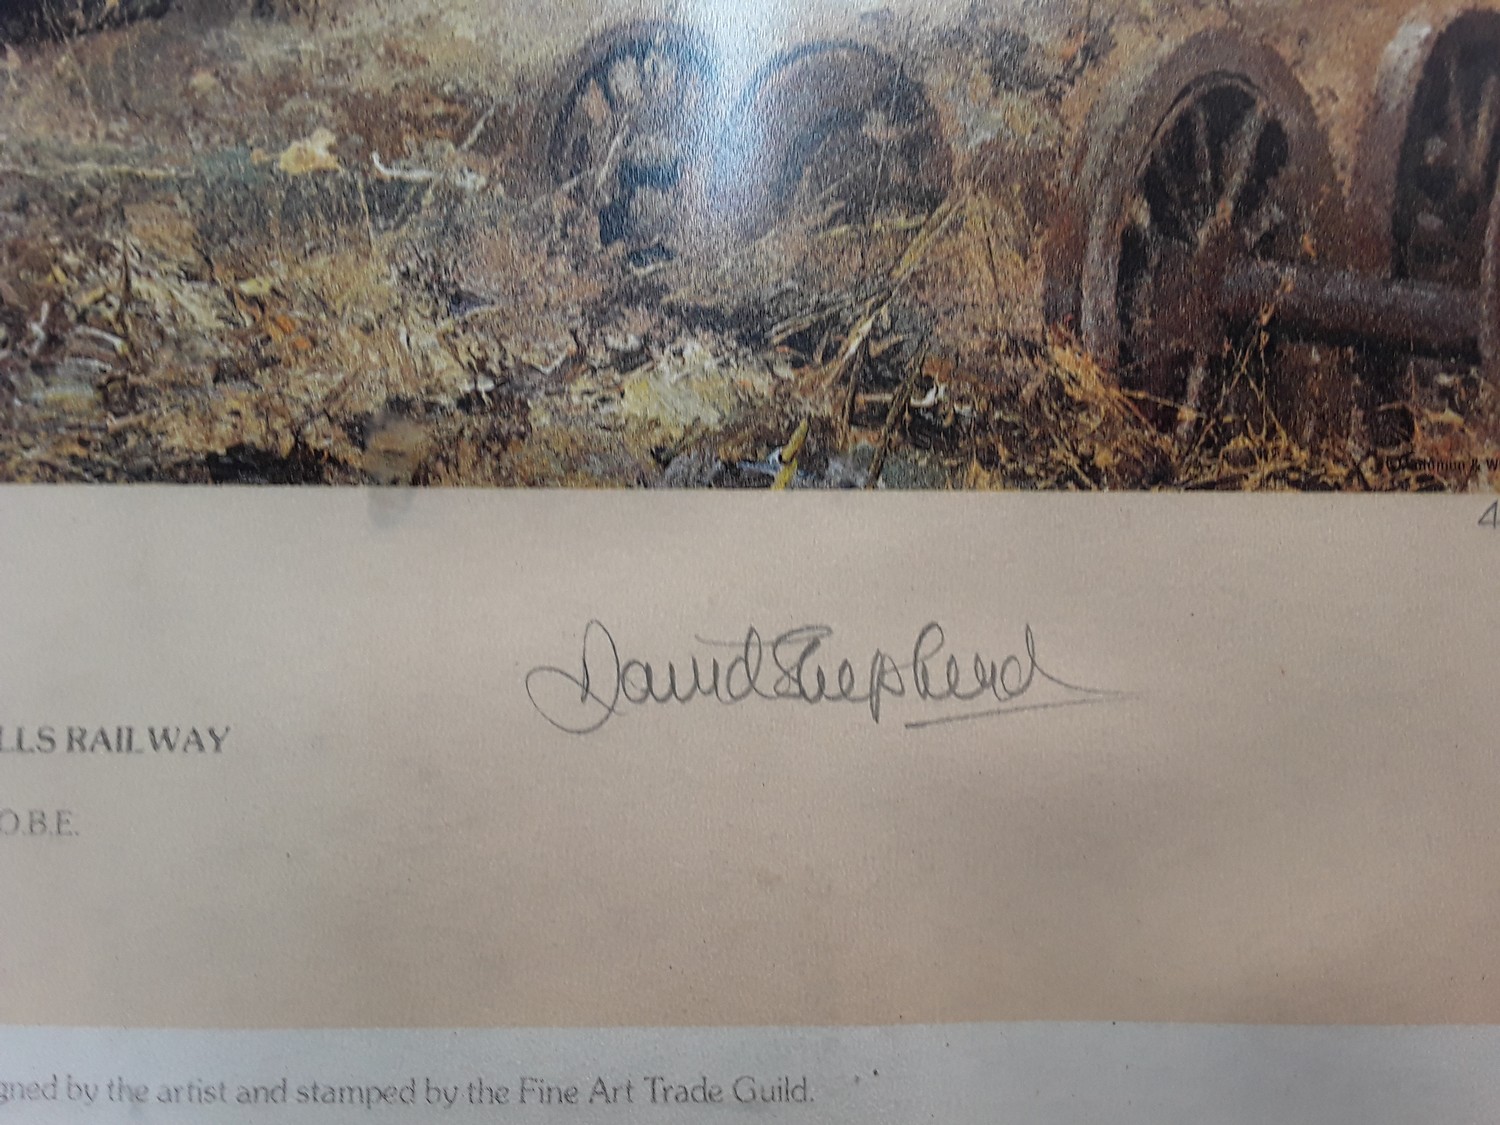 & W
4
David Shepherd
LLS RAILWAY
O.B.E.
gned by the artist and stamped by the Fine Art Trade Guild.